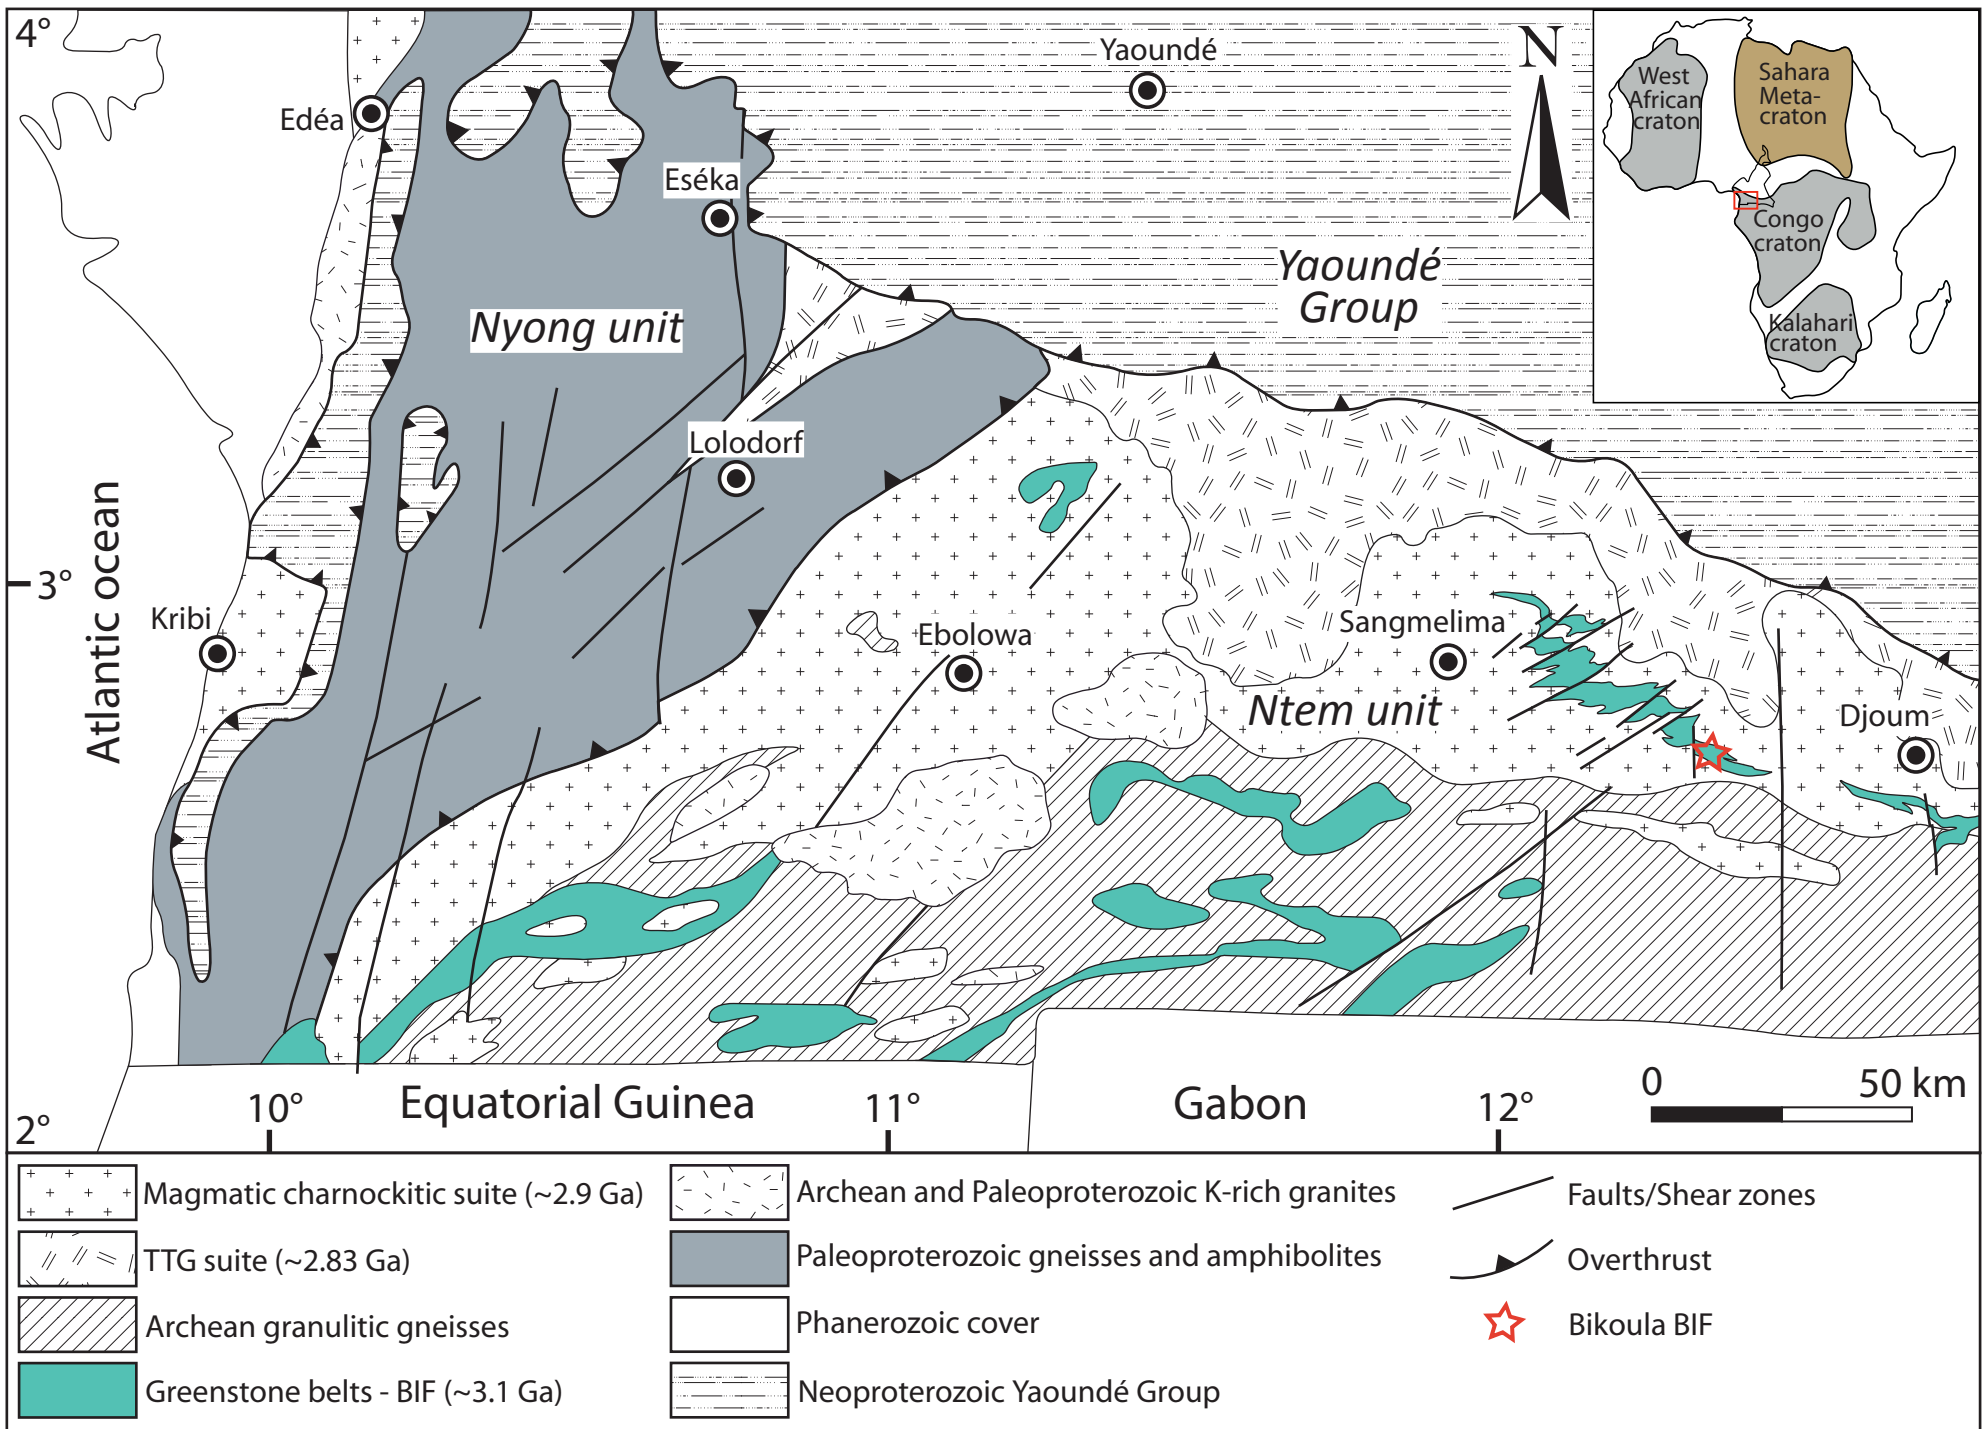 4°
Yaoundé
N
Edéa
Eséka
West
African
craton
Sahara
Meta-
craton
Congo
craton
Kalahari
craton
Yaoundé
Group
Nyong unit
Lolodorf
Atlantic ocean
3°
Kribi
Ebolowa
Sangmelima
Ntem unit
Djoum
2°
10°
Equatorial Guinea
11°
Gabon
12°
0
50 km
Magmatic charnockitic suite (~2.9 Ga)
TTG suite (~2.83 Ga)
Archean granulitic gneisses
Greenstone belts - BIF (~3.1 Ga)
Archean and Paleoproterozoic K-rich granites
Paleoproterozoic gneisses and amphibolites
Phanerozoic cover
Neoproterozoic Yaoundé Group
Faults/Shear zones
Overthrust
Bikoula BIF